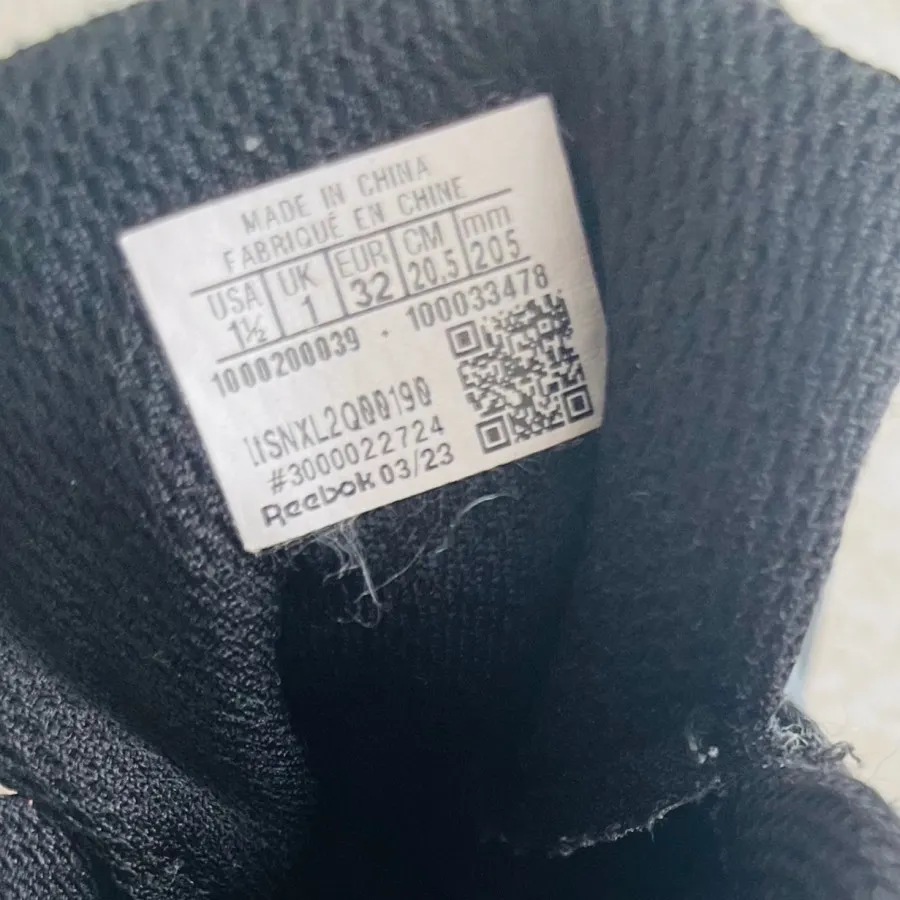 MADE IN CHINA
FABRIQUÉ EN CHINE
USA UK EUR CM mm
1½ 1 32 20.5 205
1000200039 · 100033478
#3000022724
Reebok 03/23